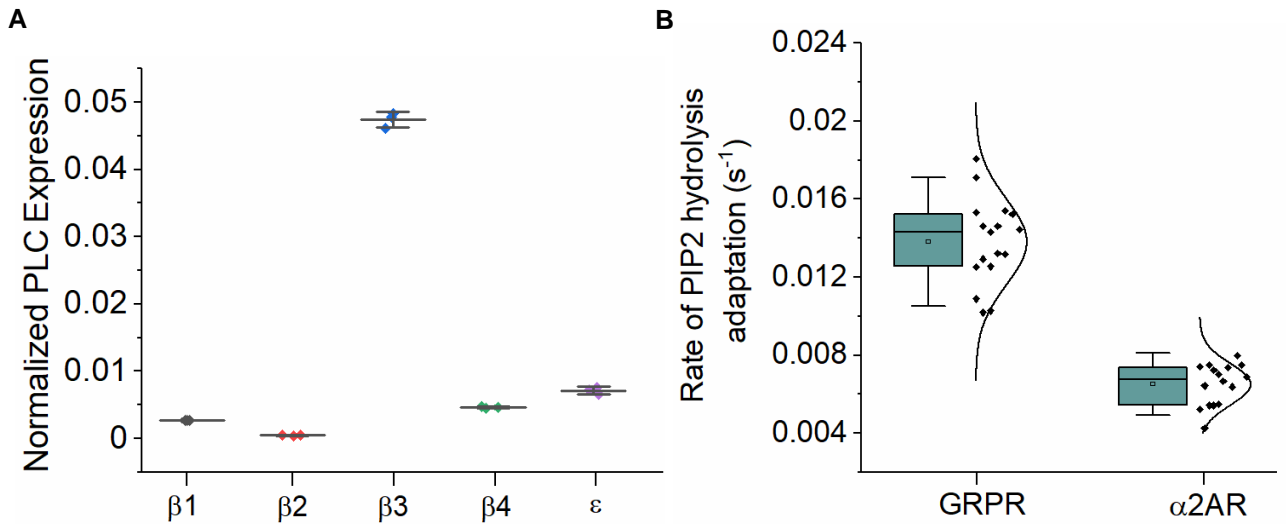 A
Normalized PLC Expression
0.05
0.04
0.03
0.02
0.01
0
β1
β2
β3
β4
ε
B
Rate of PIP2 hydrolysis
adaptation (s⁻¹)
0.024
0.02
0.016
0.012
0.008
0.004
GRPR
α2AR